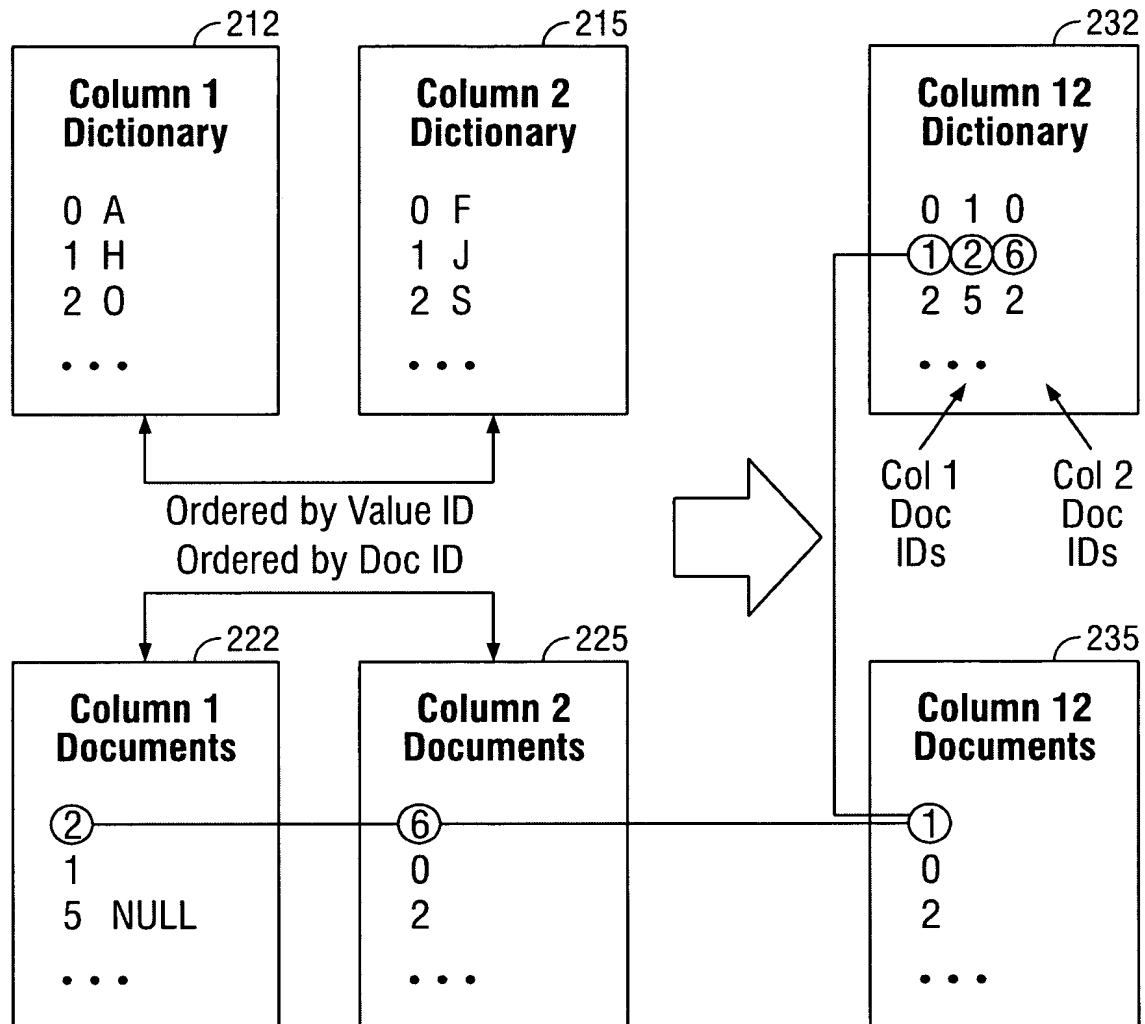 212
Column 1
Dictionary
0 A
1 H
2 O
• • •
215
Column 2
Dictionary
0 F
1 J
2 S
• • •
232
Column 12
Dictionary
0 1 0
1 2 6
2 5 2
• • •
Col 1
Doc
IDs
Col 2
Doc
IDs
Ordered by Value ID
Ordered by Doc ID
222
Column 1
Documents
2
1
5 NULL
• • •
225
Column 2
Documents
6
0
2
• • •
235
Column 12
Documents
1
0
2
• • •